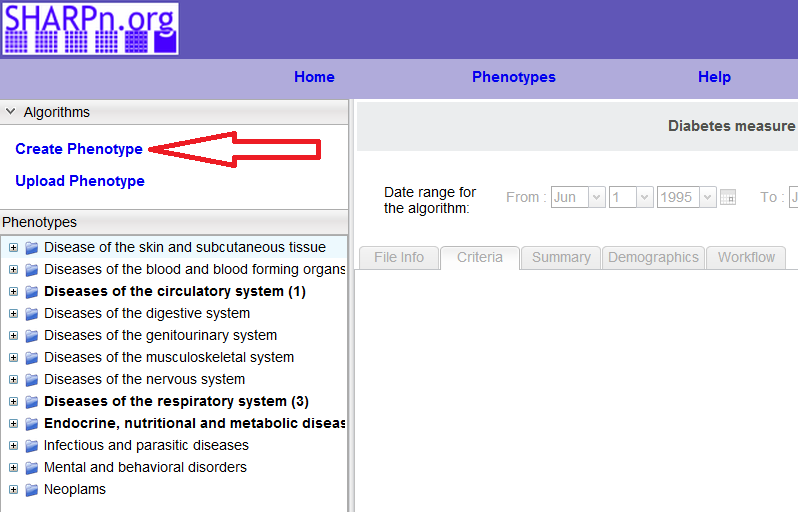 SHARPn.org
Home Phenotypes Help
Algorithms
Create Phenotype
Upload Phenotype
Phenotypes
Disease of the skin and subcutaneous tissue
Diseases of the blood and blood forming organs
Diseases of the circulatory system (1)
Diseases of the digestive system
Diseases of the genitourinary system
Diseases of the musculoskeletal system
Diseases of the nervous system
Diseases of the respiratory system (3)
Endocrine, nutritional and metabolic diseas
Infectious and parasitic diseases
Mental and behavioral disorders
Neoplams
Diabetes measure
Date range for
the algorithm:
From : Jun 1 1995 To : J
File Info Criteria Summary Demographics Workflow